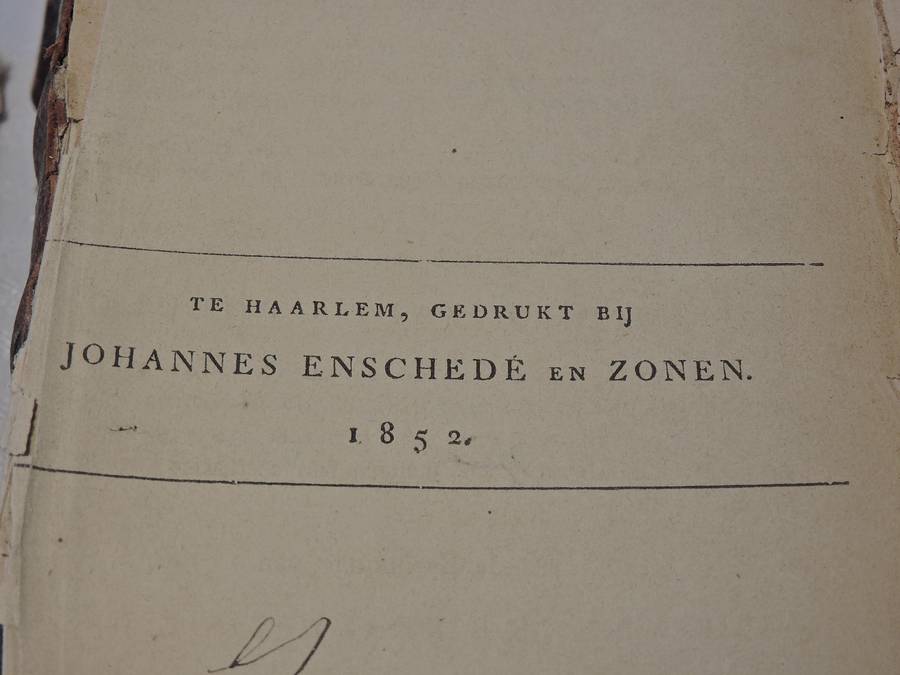 TE HAARLEM, GEDRUKT BIJ
JOHANNES ENSCHEDÉ EN ZONEN.
1852.